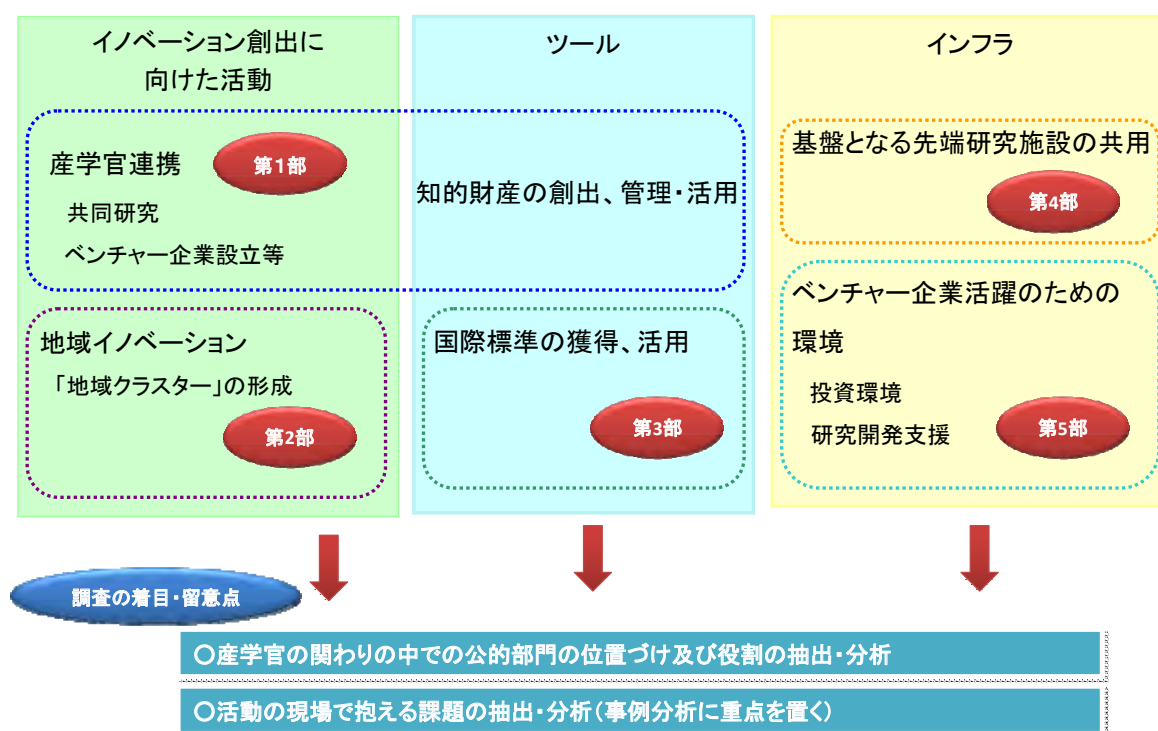 イノベーション創出に
向けた活動
産学官連携
第1部
共同研究
ベンチャー企業設立等
地域イノベーション
「地域クラスター」の形成
第2部
ツール
知的財産の創出、管理・活用
国際標準の獲得、活用
第3部
インフラ
基盤となる先端研究施設の共用
第4部
ベンチャー企業活躍のための
環境
投資環境
研究開発支援
第5部
調査の着目・留意点
○産学官の関わりの中での公的部門の位置づけ及び役割の抽出・分析
○活動の現場で抱える課題の抽出・分析(事例分析に重点を置く)